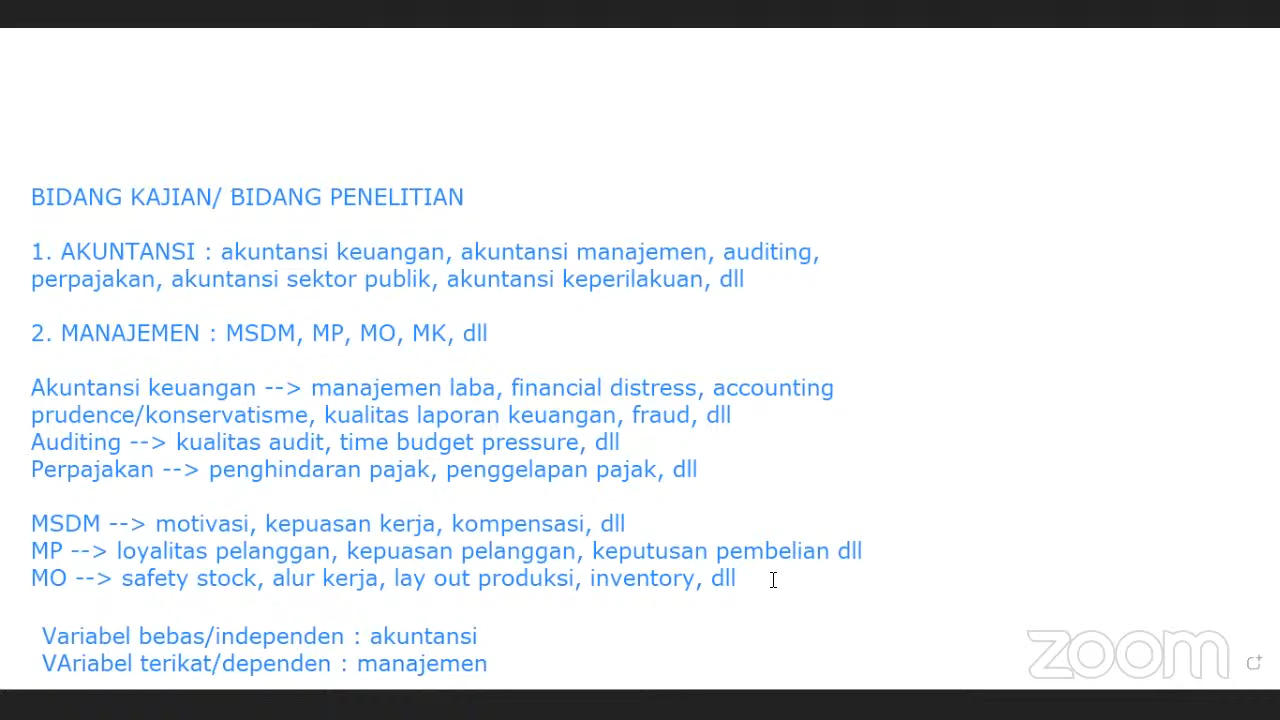 BIDANG KAJIAN/ BIDANG PENELITIAN
1. AKUNTANSI : akuntansi keuangan, akuntansi manajemen, auditing,
perpajakan, akuntansi sektor publik, akuntansi keperilakuan, dll
2. MANAJEMEN : MSDM, MP, MO, MK, dll
Akuntansi keuangan --> manajemen laba, financial distress, accounting
prudence/konservatisme, kualitas laporan keuangan, fraud, dll
Auditing --> kualitas audit, time budget pressure, dll
Perpajakan --> penghindaran pajak, penggelapan pajak, dll
MSDM --> motivasi, kepuasan kerja, kompensasi, dll
MP --> loyalitas pelanggan, kepuasan pelanggan, keputusan pembelian dll
MO --> safety stock, alur kerja, lay out produksi, inventory, dll
Variabel bebas/independen : akuntansi
VAriabel terikat/dependen : manajemen
zoom